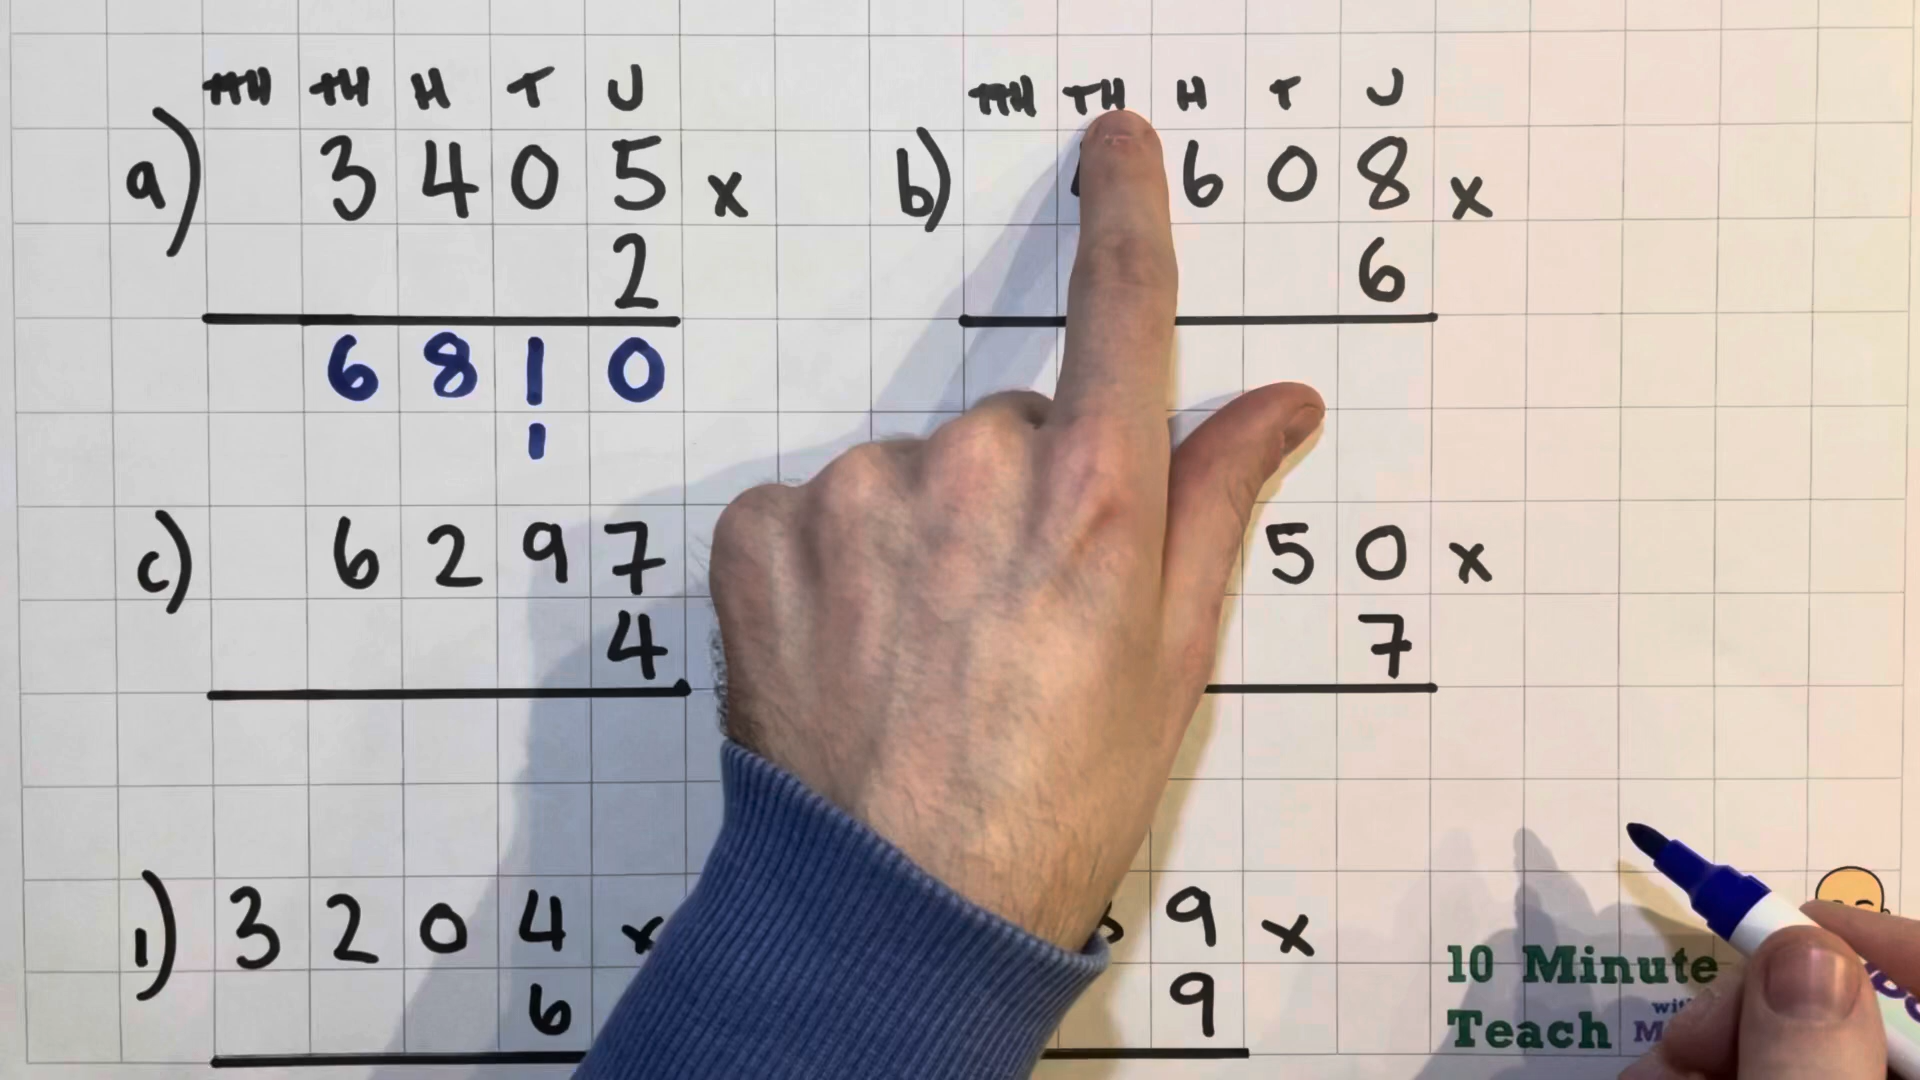 TTH TH H T U
a) 3 4 0 5 x
2
6 8 1 0
1
TTH TH H T U
b) 6 0 8 x
6
c) 6 2 9 7
4
5 0 x
7
1) 3 2 0 4 x
6
9 x
9
10 Minute
Teach